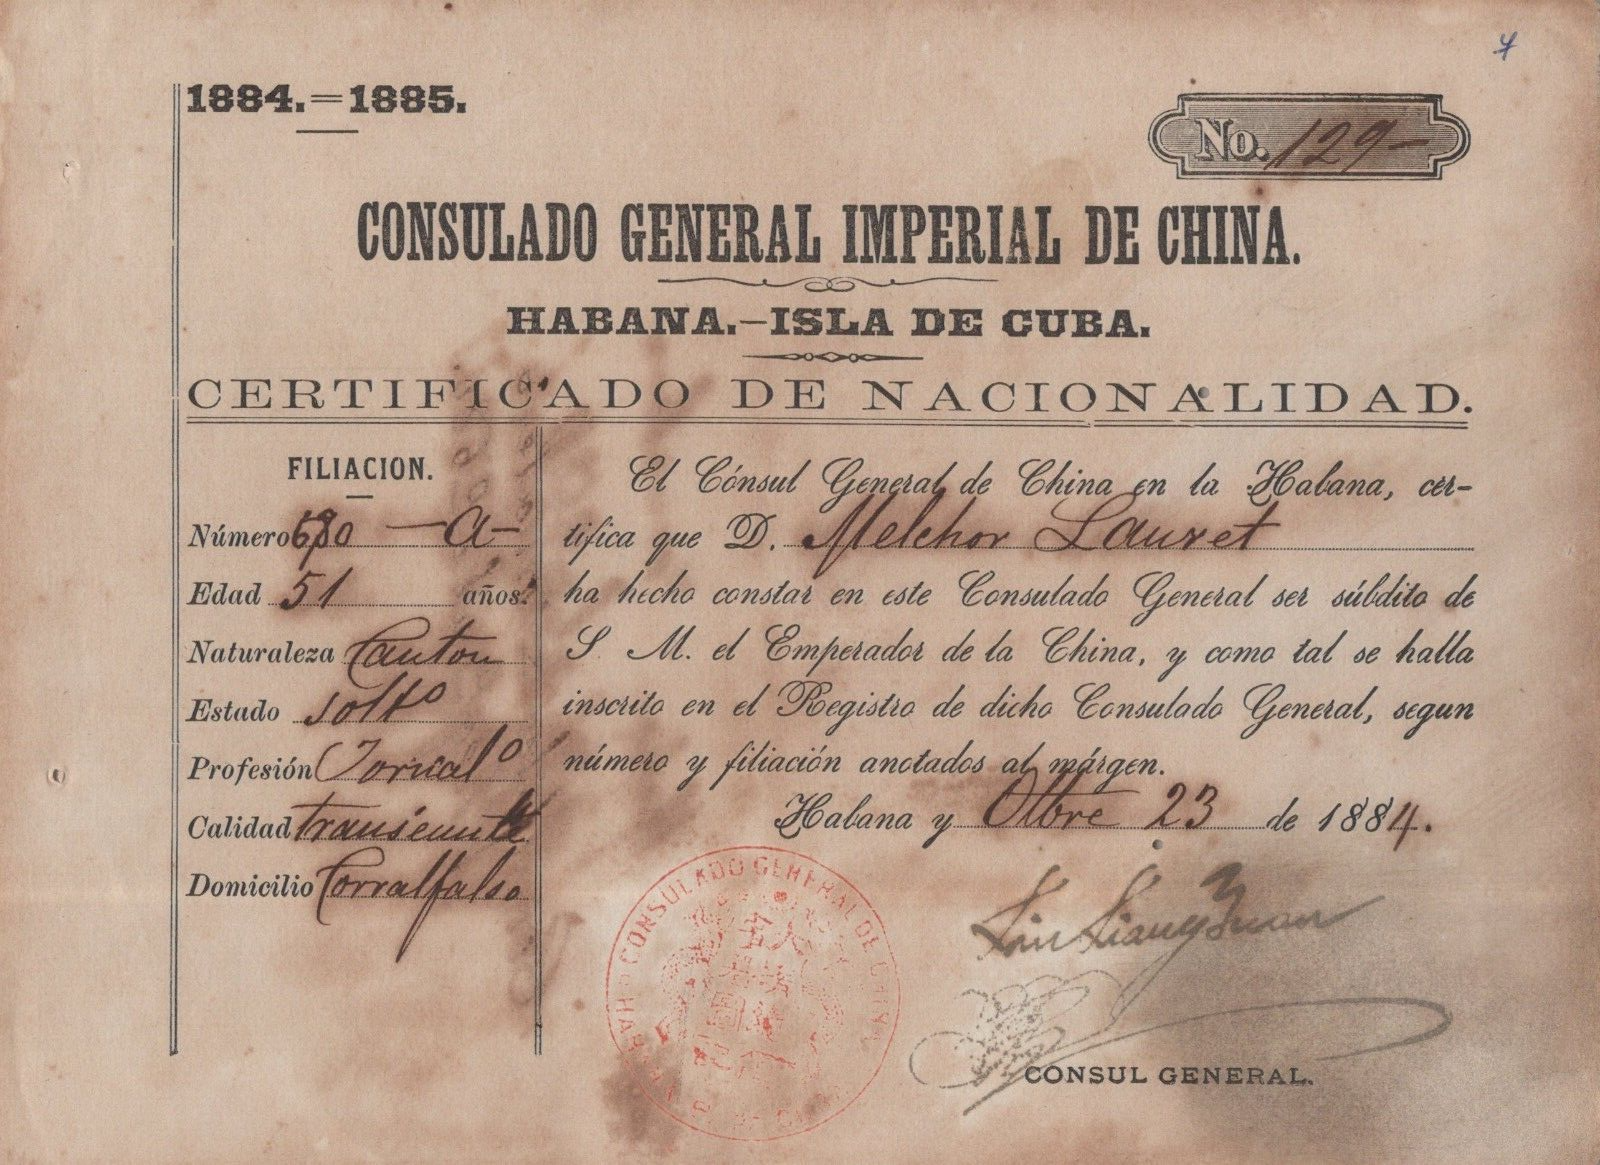 1884.=1885.
No. 129-
CONSULADO GENERAL IMPERIAL DE CHINA.
HABANA.-ISLA DE CUBA.
CERTIFICADO DE NACIONALIDAD.
FILIACION.
Número —A—
Edad 51 años.
Naturaleza Canton
Estado Soltº
Profesión Jornalº
Calidad transeunte
Domicilio Corralfalso
El Cónsul General de China en la Habana, cer-
tifica que D. Melchor Lauret
ha hecho constar en este Consulado General ser súbdito de
S. M. el Emperador de la China, y como tal se halla
inscrito en el Registro de dicho Consulado General, segun
número y filiación anotados al márgen.
Habana y Otbre 23 de 1884.
CONSULADO GENERAL DE CHINA
Liu Liang Yuan
CONSUL GENERAL.